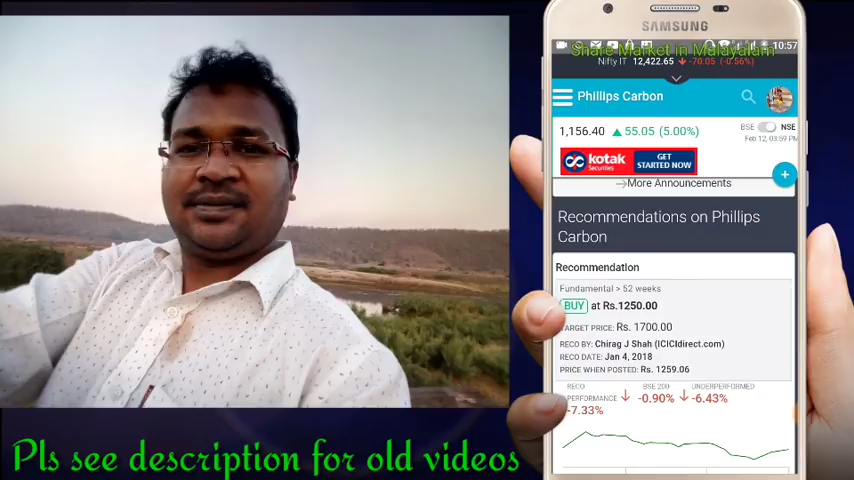 SAMSUNG
Share Market in Malayalam
10:57
Nifty IT 12,422.65 -70.05 (-0.56%)
Phillips Carbon
1,156.40 55.05 (5.00%)
BSE NSE
Feb 12, 03:59 PM
kotak Securities GET STARTED NOW
More Announcements
Recommendations on Phillips
Carbon
Recommendation
Fundamental > 52 weeks
BUY at Rs.1250.00
TARGET PRICE: Rs. 1700.00
RECO BY: Chirag J Shah (ICICIdirect.com)
RECO DATE: Jan 4, 2018
PRICE WHEN POSTED: Rs. 1259.06
RECO PERFORMANCE -7.33% BSE 200 -0.90% UNDERPERFORMED -6.43%
Pls see description for old videos